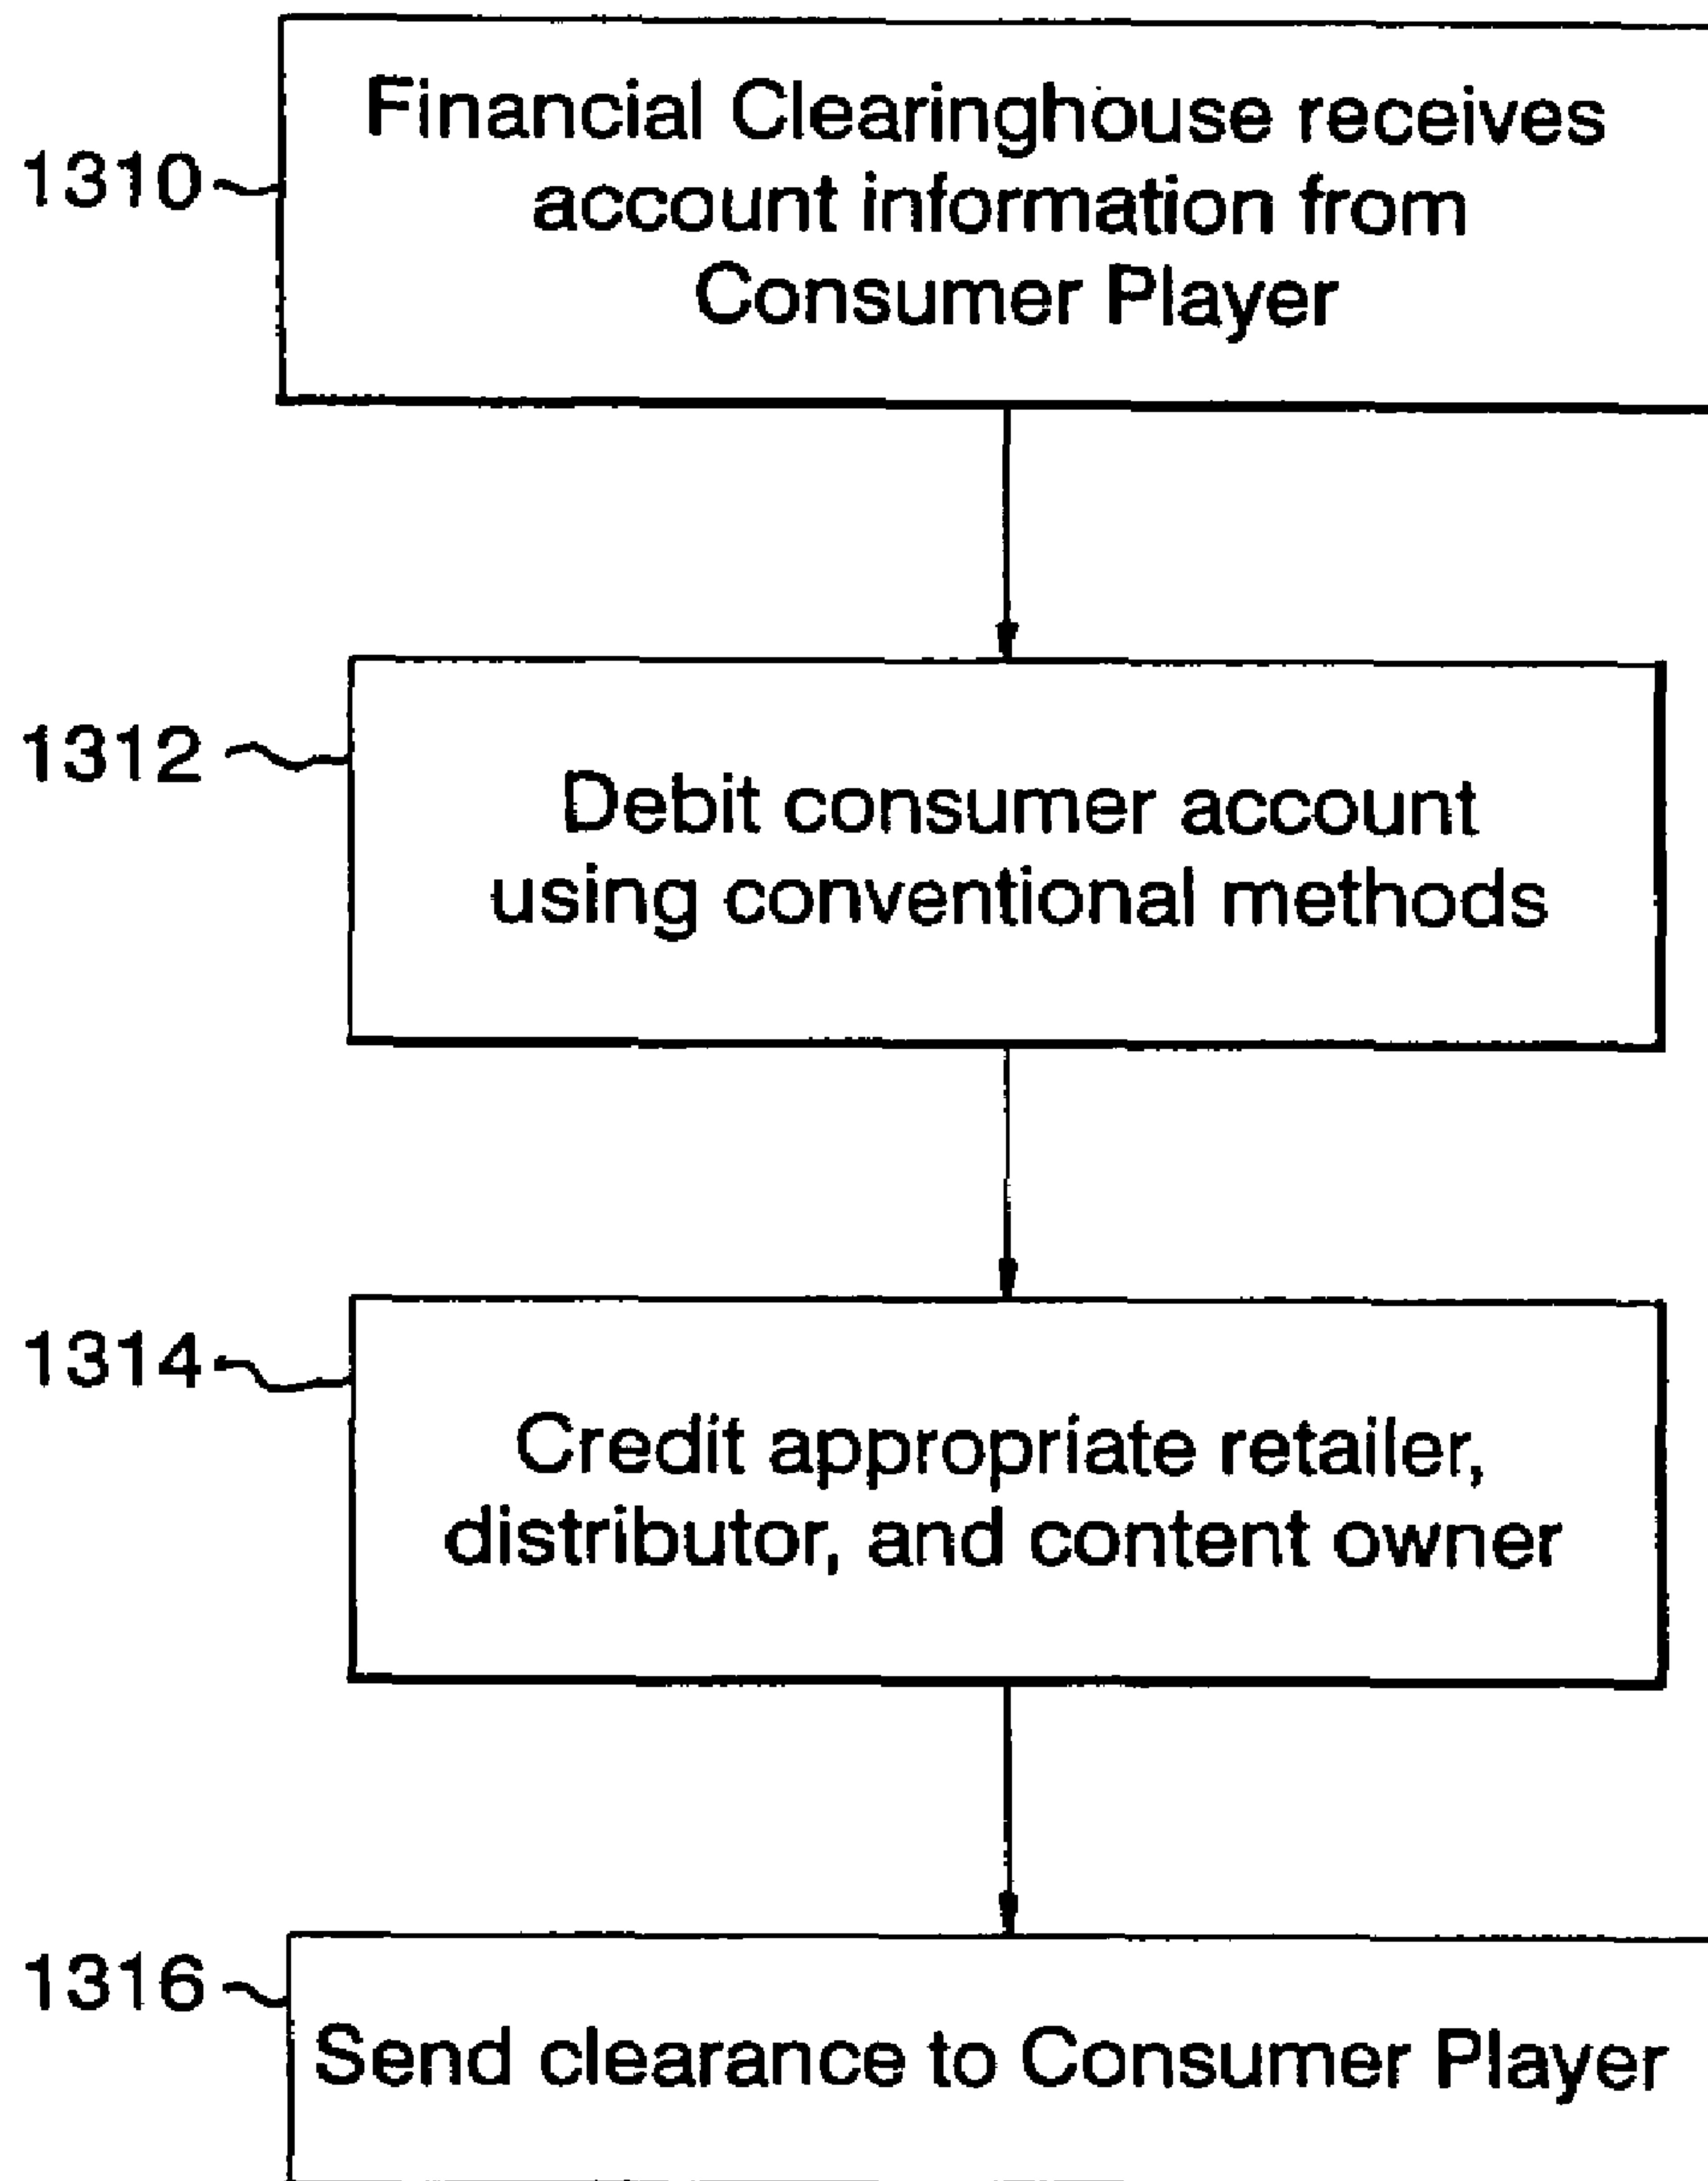 1310
Financial Clearinghouse receives
account information from
Consumer Player
1312
Debit consumer account
using conventional methods
1314
Credit appropriate retailer,
distributor, and content owner
1316
Send clearance to Consumer Player